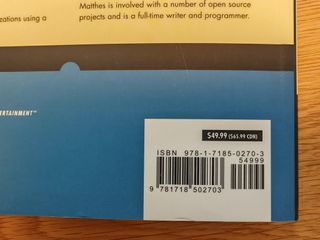 Matthes is involved with a number of open source
eations using a
projects and is a full-time writer and programmer.
ERTAINMENT™
$49.99 ($65.99 CDN)
ISBN 978-1-7185-0270-3
54999
9 781718 502703